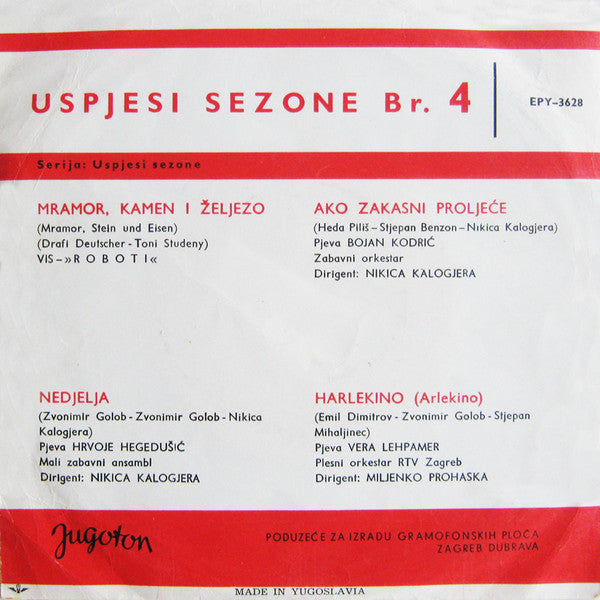 USPJESI SEZONE Br. 4
EPY-3628
Serija: Uspjesi sezone
MRAMOR, KAMEN I ŽELJEZO
(Mramor, Stein und Eisen)
(Drafi Deutscher - Toni Studeny)
VIS - »ROBOTI«
AKO ZAKASNI PROLJEĆE
(Heda Piliš - Stjepan Benzon - Nikica Kalogjera)
Pjeva BOJAN KODRIĆ
Zabavni orkestar
Dirigent: NIKICA KALOGJERA
NEDJELJA
(Zvonimir Golob - Zvonimir Golob - Nikica
Kalogjera)
Pjeva HRVOJE HEGEDUŠIĆ
Mali zabavni ansambl
Dirigent: NIKICA KALOGJERA
HARLEKINO (Arlekino)
(Emil Dimitrov - Zvonimir Golob - Stjepan
Mihaljinec)
Pjeva VERA LEHPAMER
Plesni orkestar RTV Zagreb
Dirigent: MILJENKO PROHASKA
Jugoton
PODUZEĆE ZA IZRADU GRAMOFONSKIH PLOČA
ZAGREB DUBRAVA
MADE IN YUGOSLAVIA